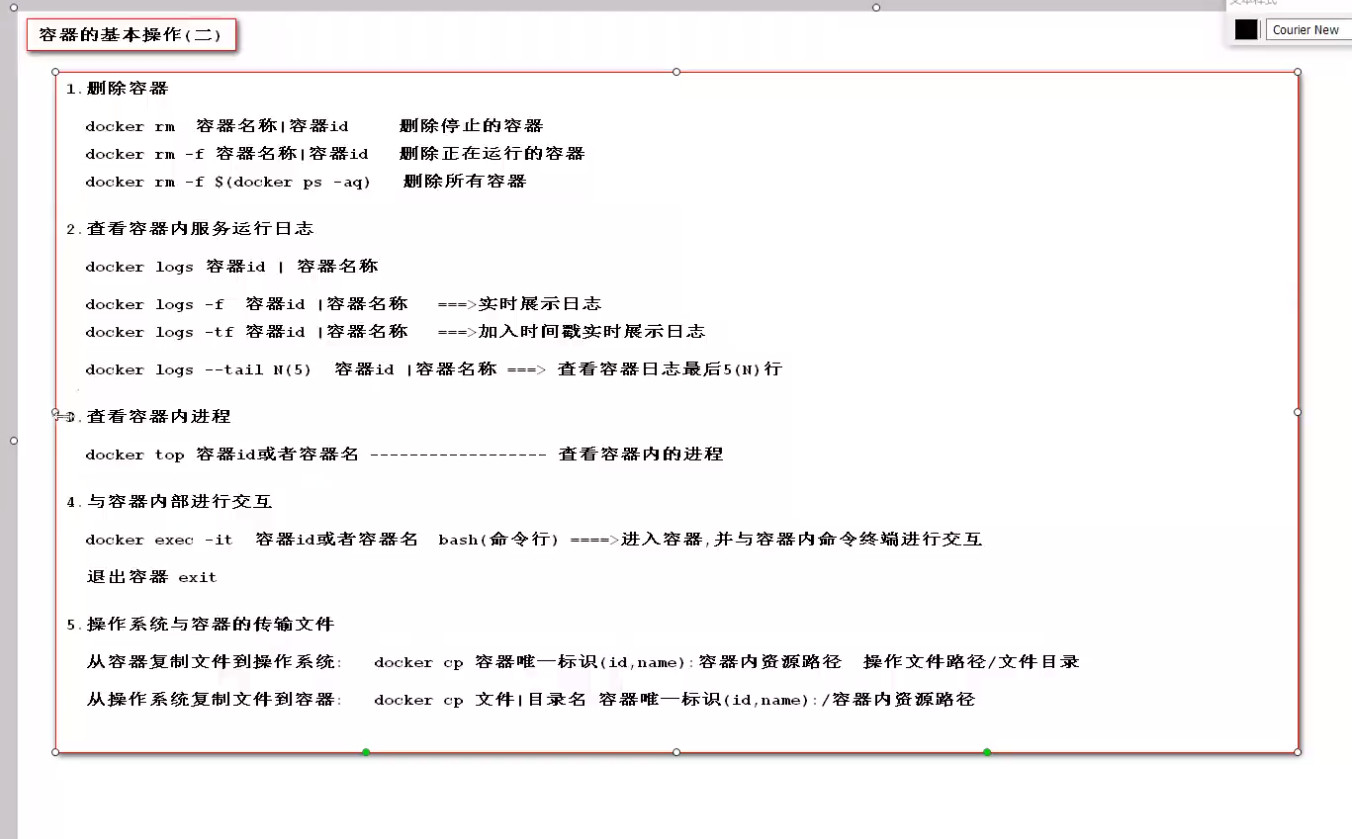 文本样式
Courier New
容器的基本操作(二)
1.删除容器
docker rm  容器名称|容器id     删除停止的容器
docker rm -f 容器名称|容器id   删除正在运行的容器
docker rm -f $(docker ps -aq)   删除所有容器
2.查看容器内服务运行日志
docker logs 容器id | 容器名称
docker logs -f  容器id |容器名称   ===>实时展示日志
docker logs -tf 容器id |容器名称   ===>加入时间戳实时展示日志
docker logs --tail N(5)  容器id |容器名称 ===> 查看容器日志最后5(N)行
3.查看容器内进程
docker top 容器id或者容器名 ------------------ 查看容器内的进程
4.与容器内部进行交互
docker exec -it  容器id或者容器名  bash(命令行) ====>进入容器,并与容器内命令终端进行交互
退出容器 exit
5.操作系统与容器的传输文件
从容器复制文件到操作系统:   docker cp 容器唯一标识(id,name):容器内资源路径  操作文件路径/文件目录
从操作系统复制文件到容器:   docker cp 文件|目录名 容器唯一标识(id,name):/容器内资源路径